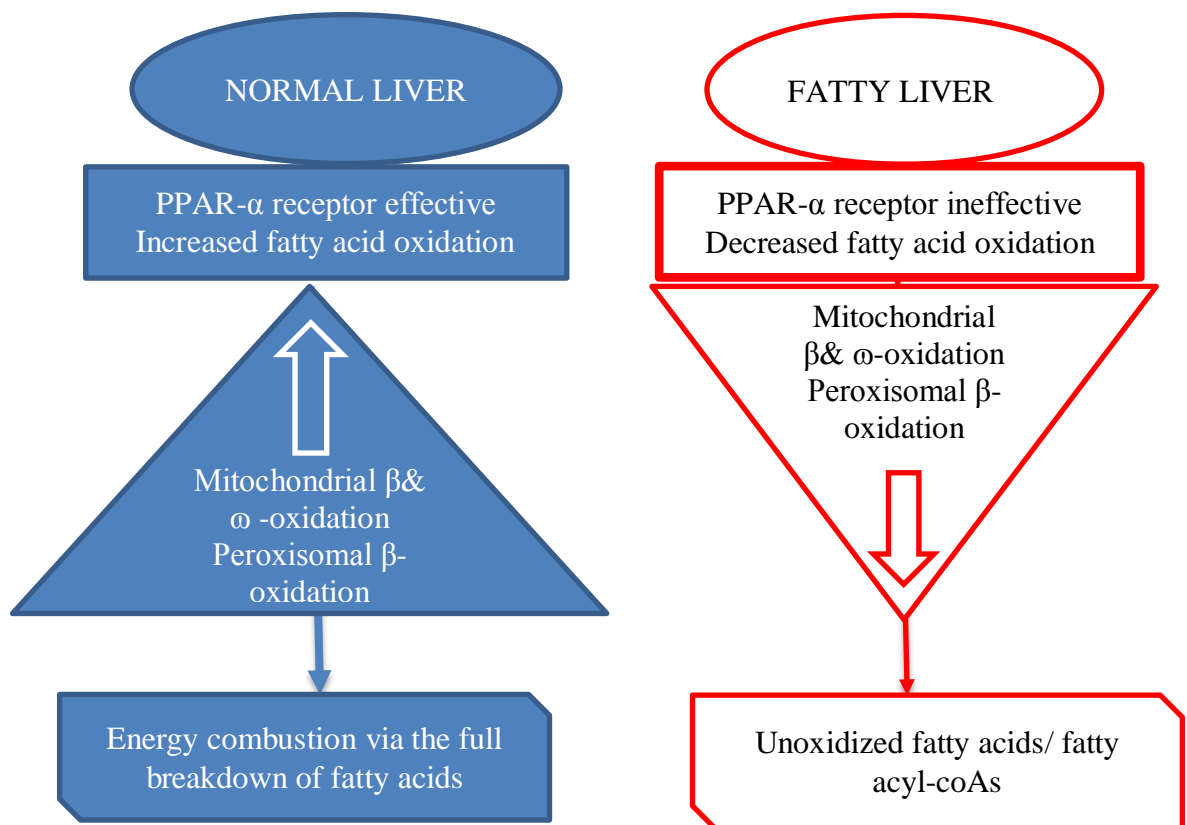 NORMAL LIVER
PPAR-α receptor effective
Increased fatty acid oxidation
Mitochondrial β&
ω -oxidation
Peroxisomal β-
oxidation
Energy combustion via the full
breakdown of fatty acids
FATTY LIVER
PPAR-α receptor ineffective
Decreased fatty acid oxidation
Mitochondrial
β& ω-oxidation
Peroxisomal β-
oxidation
Unoxidized fatty acids/ fatty
acyl-coAs